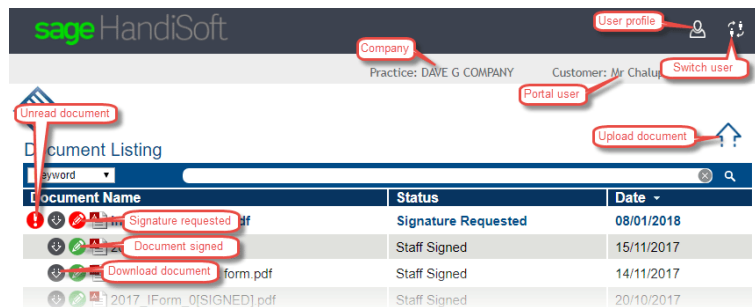 sage HandiSoft
User profile
Company
Switch user
Practice: DAVE G COMPANY
Customer: Mr Chalup
Portal user
Unread document
Upload document
Document Listing
Keyword
Document Name
Status
Date
Signature requested
df
Signature Requested
08/01/2018
Document signed
Staff Signed
15/11/2017
Download document
form.pdf
Staff Signed
14/11/2017
2017_IForm_0[SIGNED].pdf
Staff Signed
20/10/2017